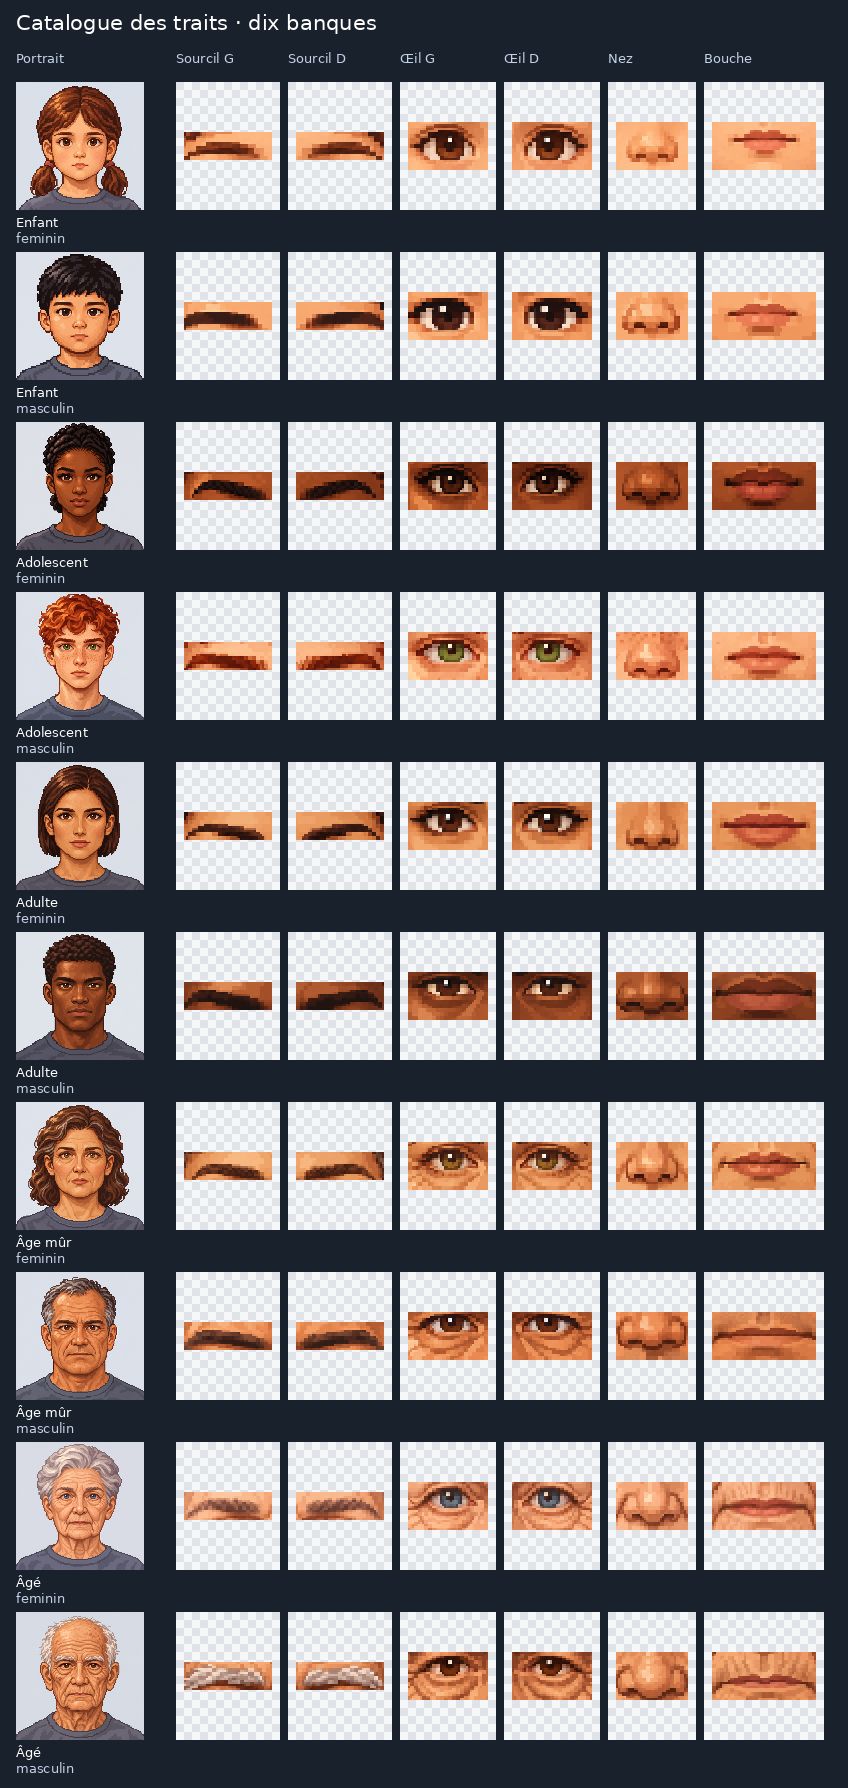 Catalogue des traits · dix banques
Portrait Sourcil G Sourcil D Œil G Œil D Nez Bouche
Enfant
feminin
Enfant
masculin
Adolescent
feminin
Adolescent
masculin
Adulte
feminin
Adulte
masculin
Âge mûr
feminin
Âge mûr
masculin
Âgé
feminin
Âgé
masculin